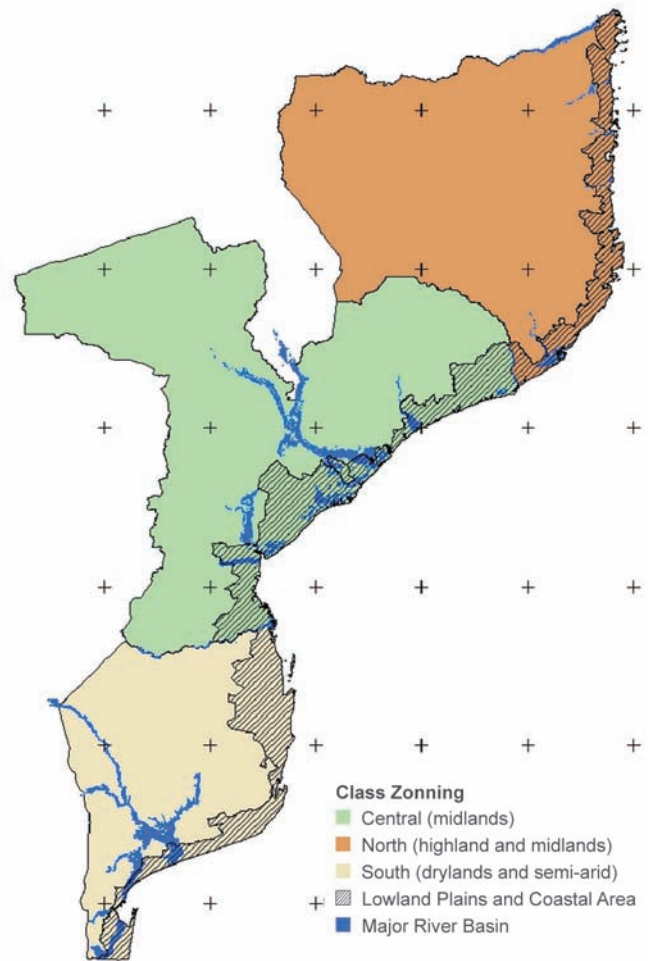 Class Zonning
Central (midlands)
North (highland and midlands)
South (drylands and semi-arid)
Lowland Plains and Coastal Area
Major River Basin